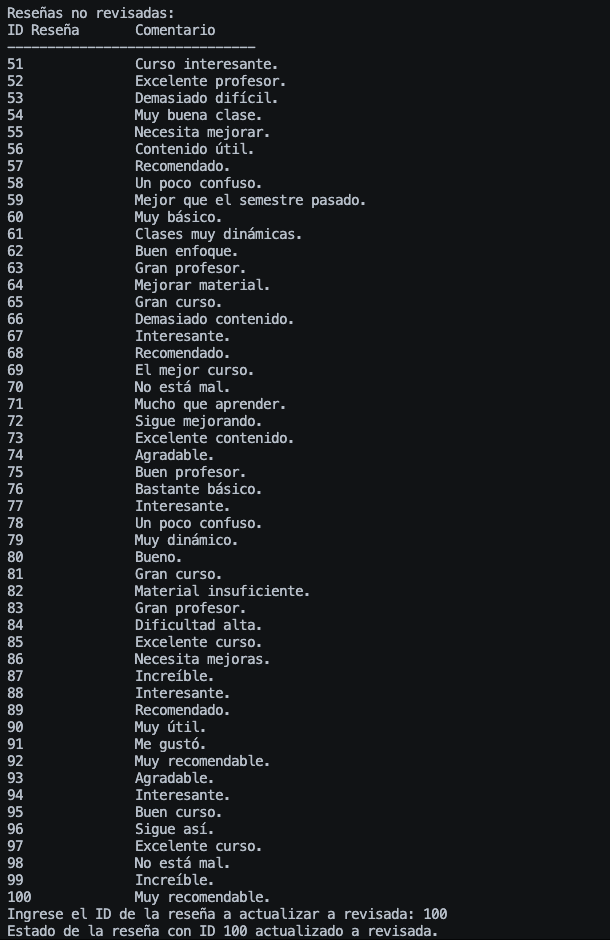 Reseñas no revisadas:
ID Reseña       Comentario
-------------------------------
51              Curso interesante.
52              Excelente profesor.
53              Demasiado difícil.
54              Muy buena clase.
55              Necesita mejorar.
56              Contenido útil.
57              Recomendado.
58              Un poco confuso.
59              Mejor que el semestre pasado.
60              Muy básico.
61              Clases muy dinámicas.
62              Buen enfoque.
63              Gran profesor.
64              Mejorar material.
65              Gran curso.
66              Demasiado contenido.
67              Interesante.
68              Recomendado.
69              El mejor curso.
70              No está mal.
71              Mucho que aprender.
72              Sigue mejorando.
73              Excelente contenido.
74              Agradable.
75              Buen profesor.
76              Bastante básico.
77              Interesante.
78              Un poco confuso.
79              Muy dinámico.
80              Bueno.
81              Gran curso.
82              Material insuficiente.
83              Gran profesor.
84              Dificultad alta.
85              Excelente curso.
86              Necesita mejoras.
87              Increíble.
88              Interesante.
89              Recomendado.
90              Muy útil.
91              Me gustó.
92              Muy recomendable.
93              Agradable.
94              Interesante.
95              Buen curso.
96              Sigue así.
97              Excelente curso.
98              No está mal.
99              Increíble.
100             Muy recomendable.
Ingrese el ID de la reseña a actualizar a revisada: 100
Estado de la reseña con ID 100 actualizado a revisada.